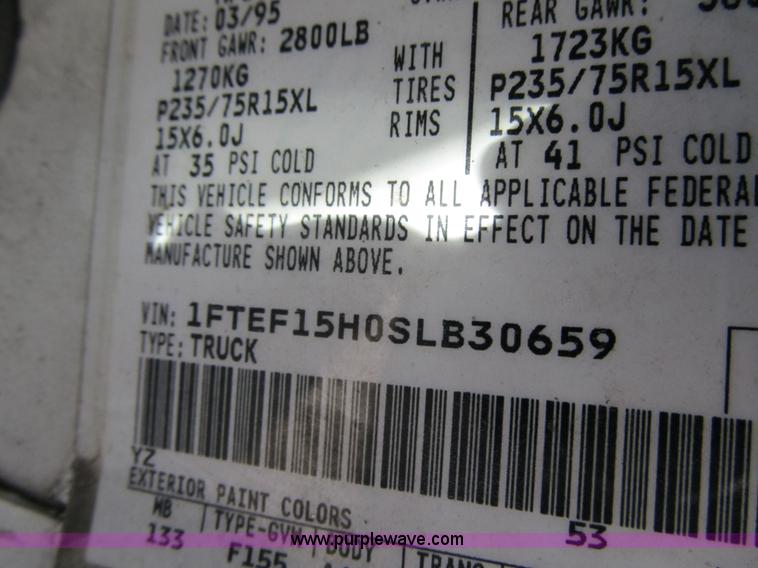 DATE: 03/95
FRONT GAWR: 2800LB
1270KG
P235/75R15XL
15X6.0J
AT 35 PSI COLD
WITH
TIRES
RIMS
REAR GAWR:
1723KG
P235/75R15XL
15X6.0J
AT 41 PSI COLD
THIS VEHICLE CONFORMS TO ALL APPLICABLE FEDERAL
VEHICLE SAFETY STANDARDS IN EFFECT ON THE DATE
MANUFACTURE SHOWN ABOVE.
VIN: 1FTEF15H0SLB30659
TYPE: TRUCK
YZ
EXTERIOR PAINT COLORS
53
WB TYPE-GVW BODY
133 F155
www.purplewave.com